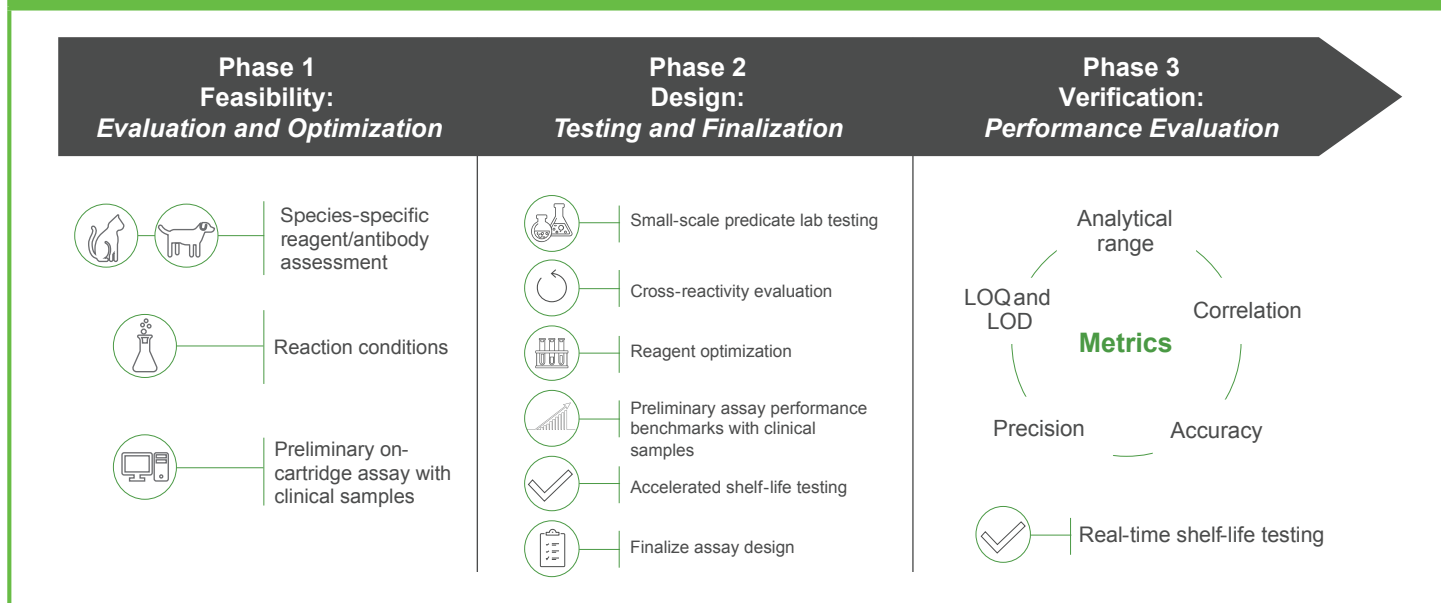 Phase 1
Feasibility:
Evaluation and Optimization
Phase 2
Design:
Testing and Finalization
Phase 3
Verification:
Performance Evaluation
Species-specific
reagent/antibody
assessment
Reaction conditions
Preliminary on-
cartridge assay with
clinical samples
Small-scale predicate lab testing
Cross-reactivity evaluation
Reagent optimization
Preliminary assay performance
benchmarks with clinical
samples
Accelerated shelf-life testing
Finalize assay design
Analytical
range
LOQ and
LOD
Correlation
Metrics
Precision
Accuracy
Real-time shelf-life testing